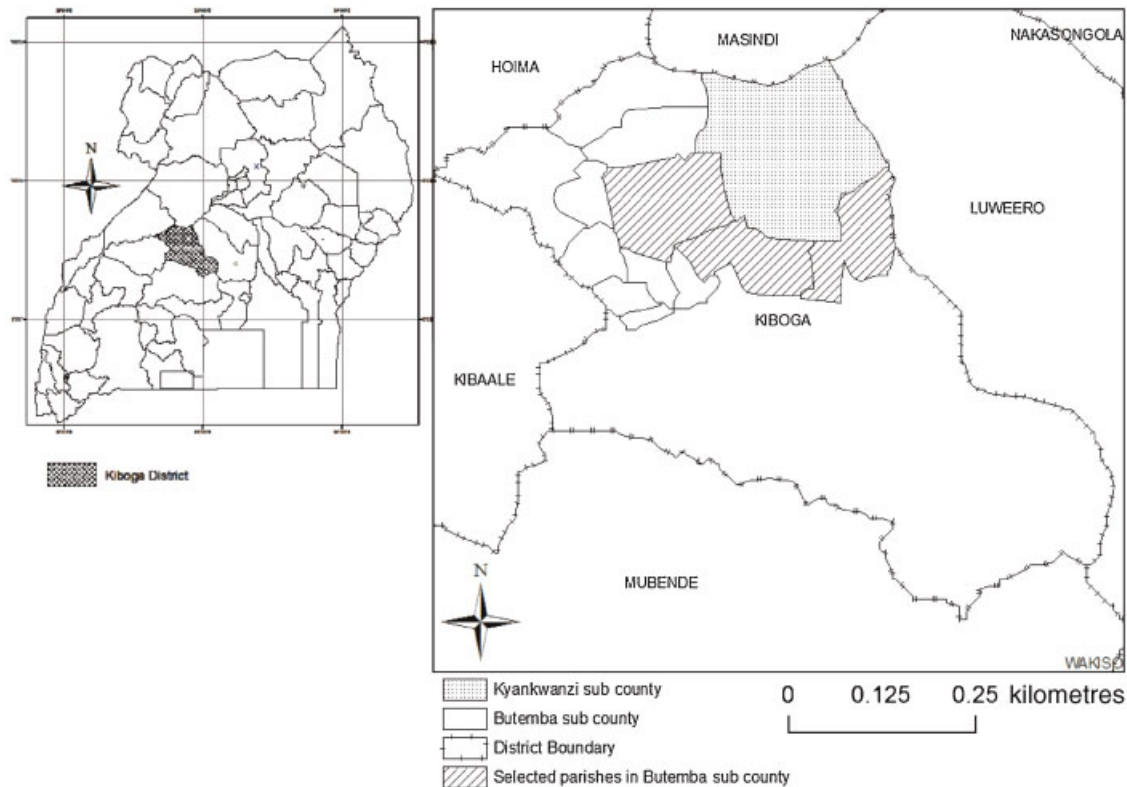 N
Kiboga District
MASINDI
NAKASONGOLA
HOIMA
LUWEERO
KIBOGA
KIBAALE
MUBENDE
N
WAKISO
Kyankwanzi sub county
Butemba sub county
District Boundary
Selected parishes in Butemba sub county
0 0.125 0.25 kilometres